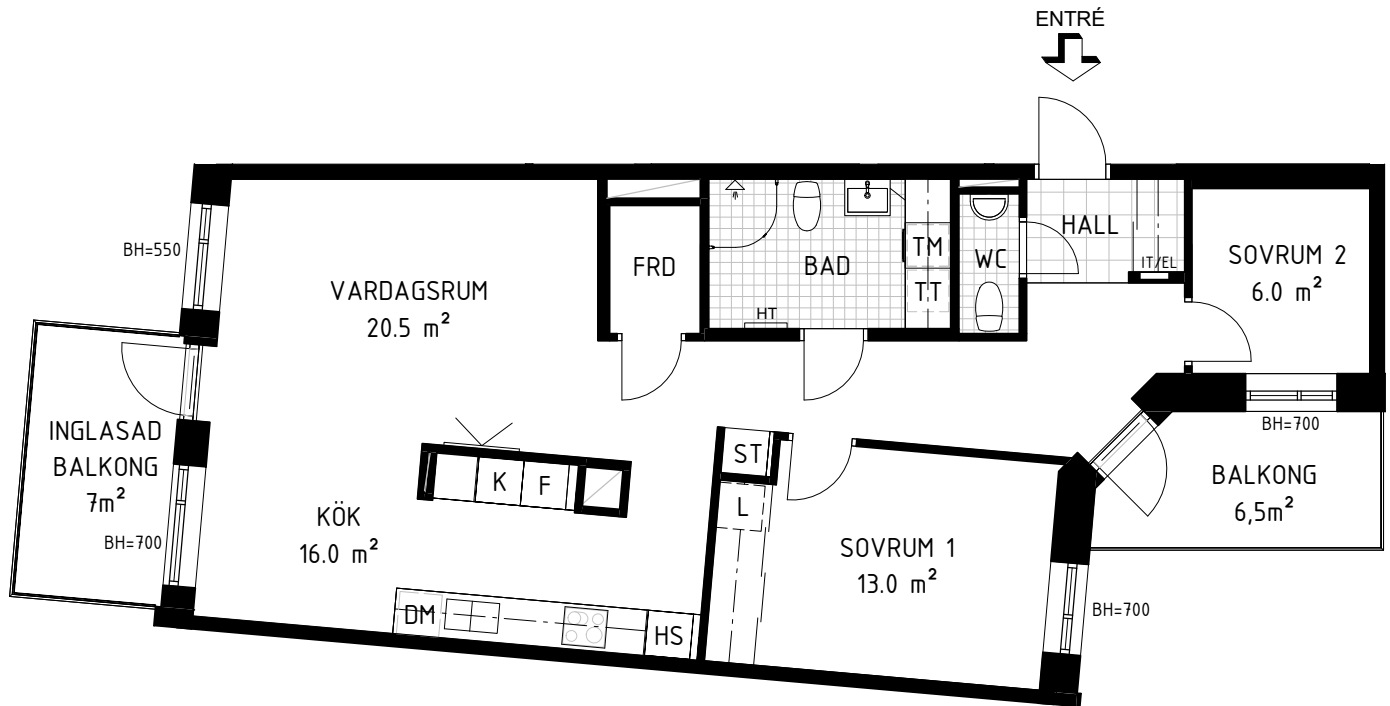 ENTRÉ
BH=550
VARDAGSRUM
20.5 m²
FRD
BAD
HT
TM
TT
WC
HALL
IT/EL
SOVRUM 2
6.0 m²
BH=700
INGLASAD
BALKONG
7m²
BH=700
KÖK
16.0 m²
K
F
ST
L
DM
HS
SOVRUM 1
13.0 m²
BH=700
BALKONG
6,5m²